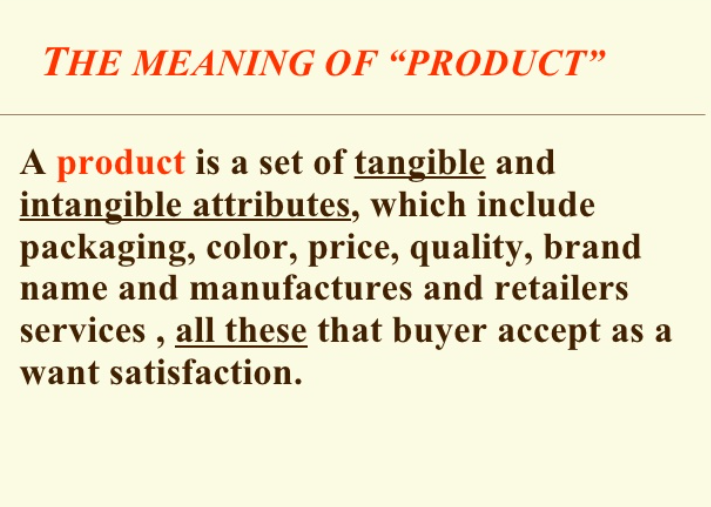 THE MEANING OF “PRODUCT”
A product is a set of tangible and
intangible attributes, which include
packaging, color, price, quality, brand
name and manufactures and retailers
services , all these that buyer accept as a
want satisfaction.